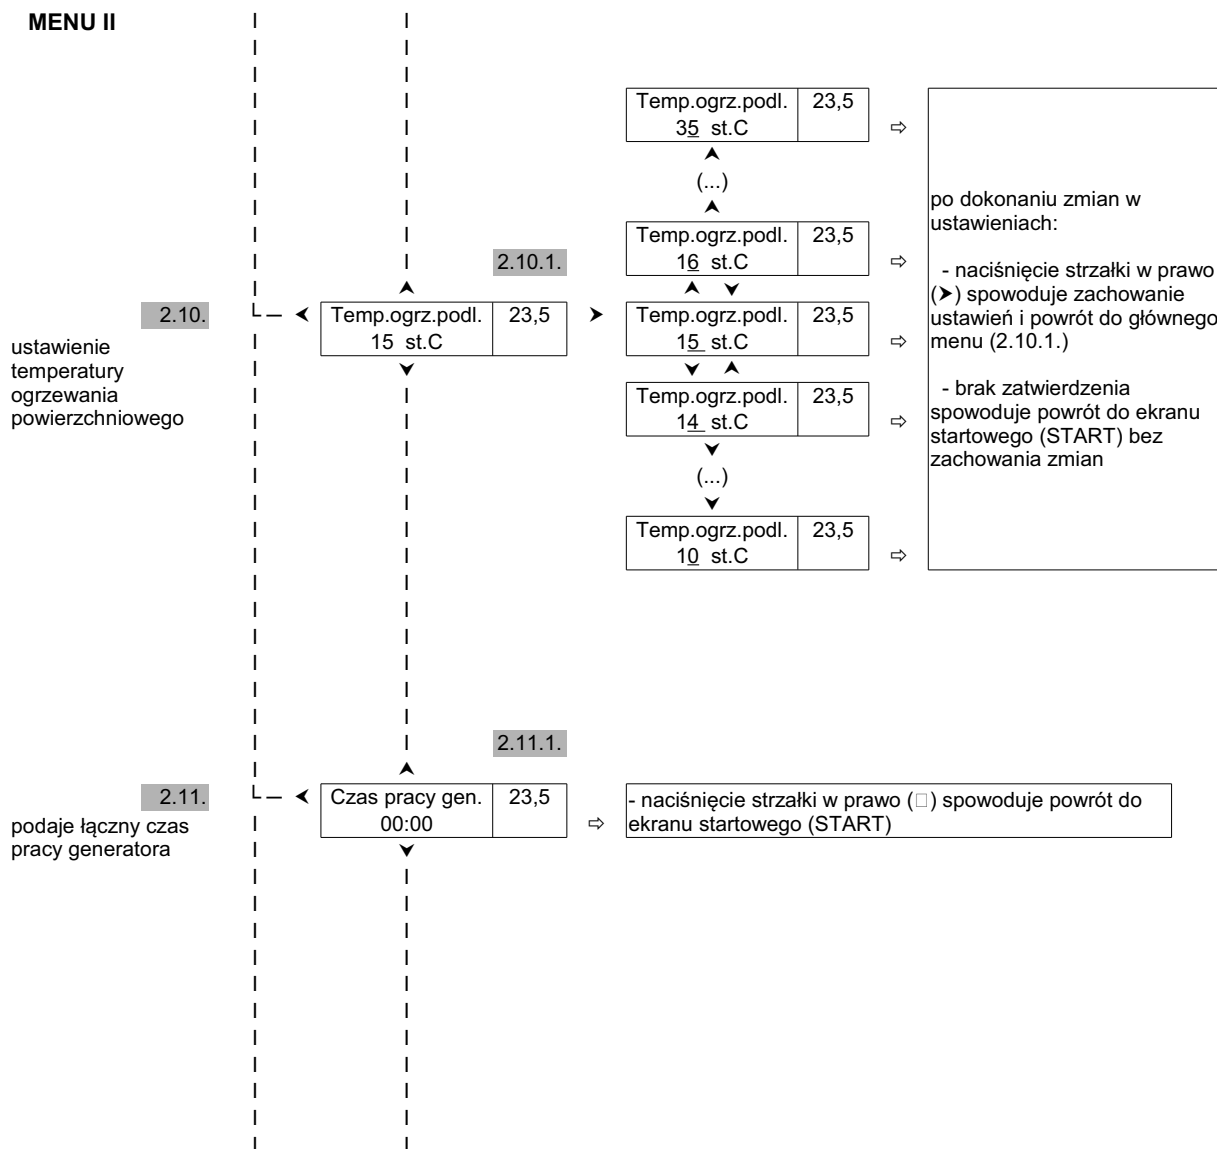 MENU II
Temp.ogrz.podl. 23,5
35 st.C ⇨
(...)
Temp.ogrz.podl. 23,5
16 st.C ⇨
2.10.1.
2.10.
Temp.ogrz.podl. 23,5
15 st.C
Temp.ogrz.podl. 23,5
15 st.C ⇨
ustawienie
temperatury
ogrzewania
powierzchniowego
Temp.ogrz.podl. 23,5
14 st.C ⇨
(...)
Temp.ogrz.podl. 23,5
10 st.C ⇨
po dokonaniu zmian w
ustawieniach:
- naciśnięcie strzałki w prawo
(➤) spowoduje zachowanie
ustawień i powrót do głównego
menu (2.10.1.)
- brak zatwierdzenia
spowoduje powrót do ekranu
startowego (START) bez
zachowania zmian
2.11.1.
2.11.
podaje łączny czas
pracy generatora
Czas pracy gen. 23,5
00:00 ⇨
- naciśnięcie strzałki w prawo (□) spowoduje powrót do
ekranu startowego (START)